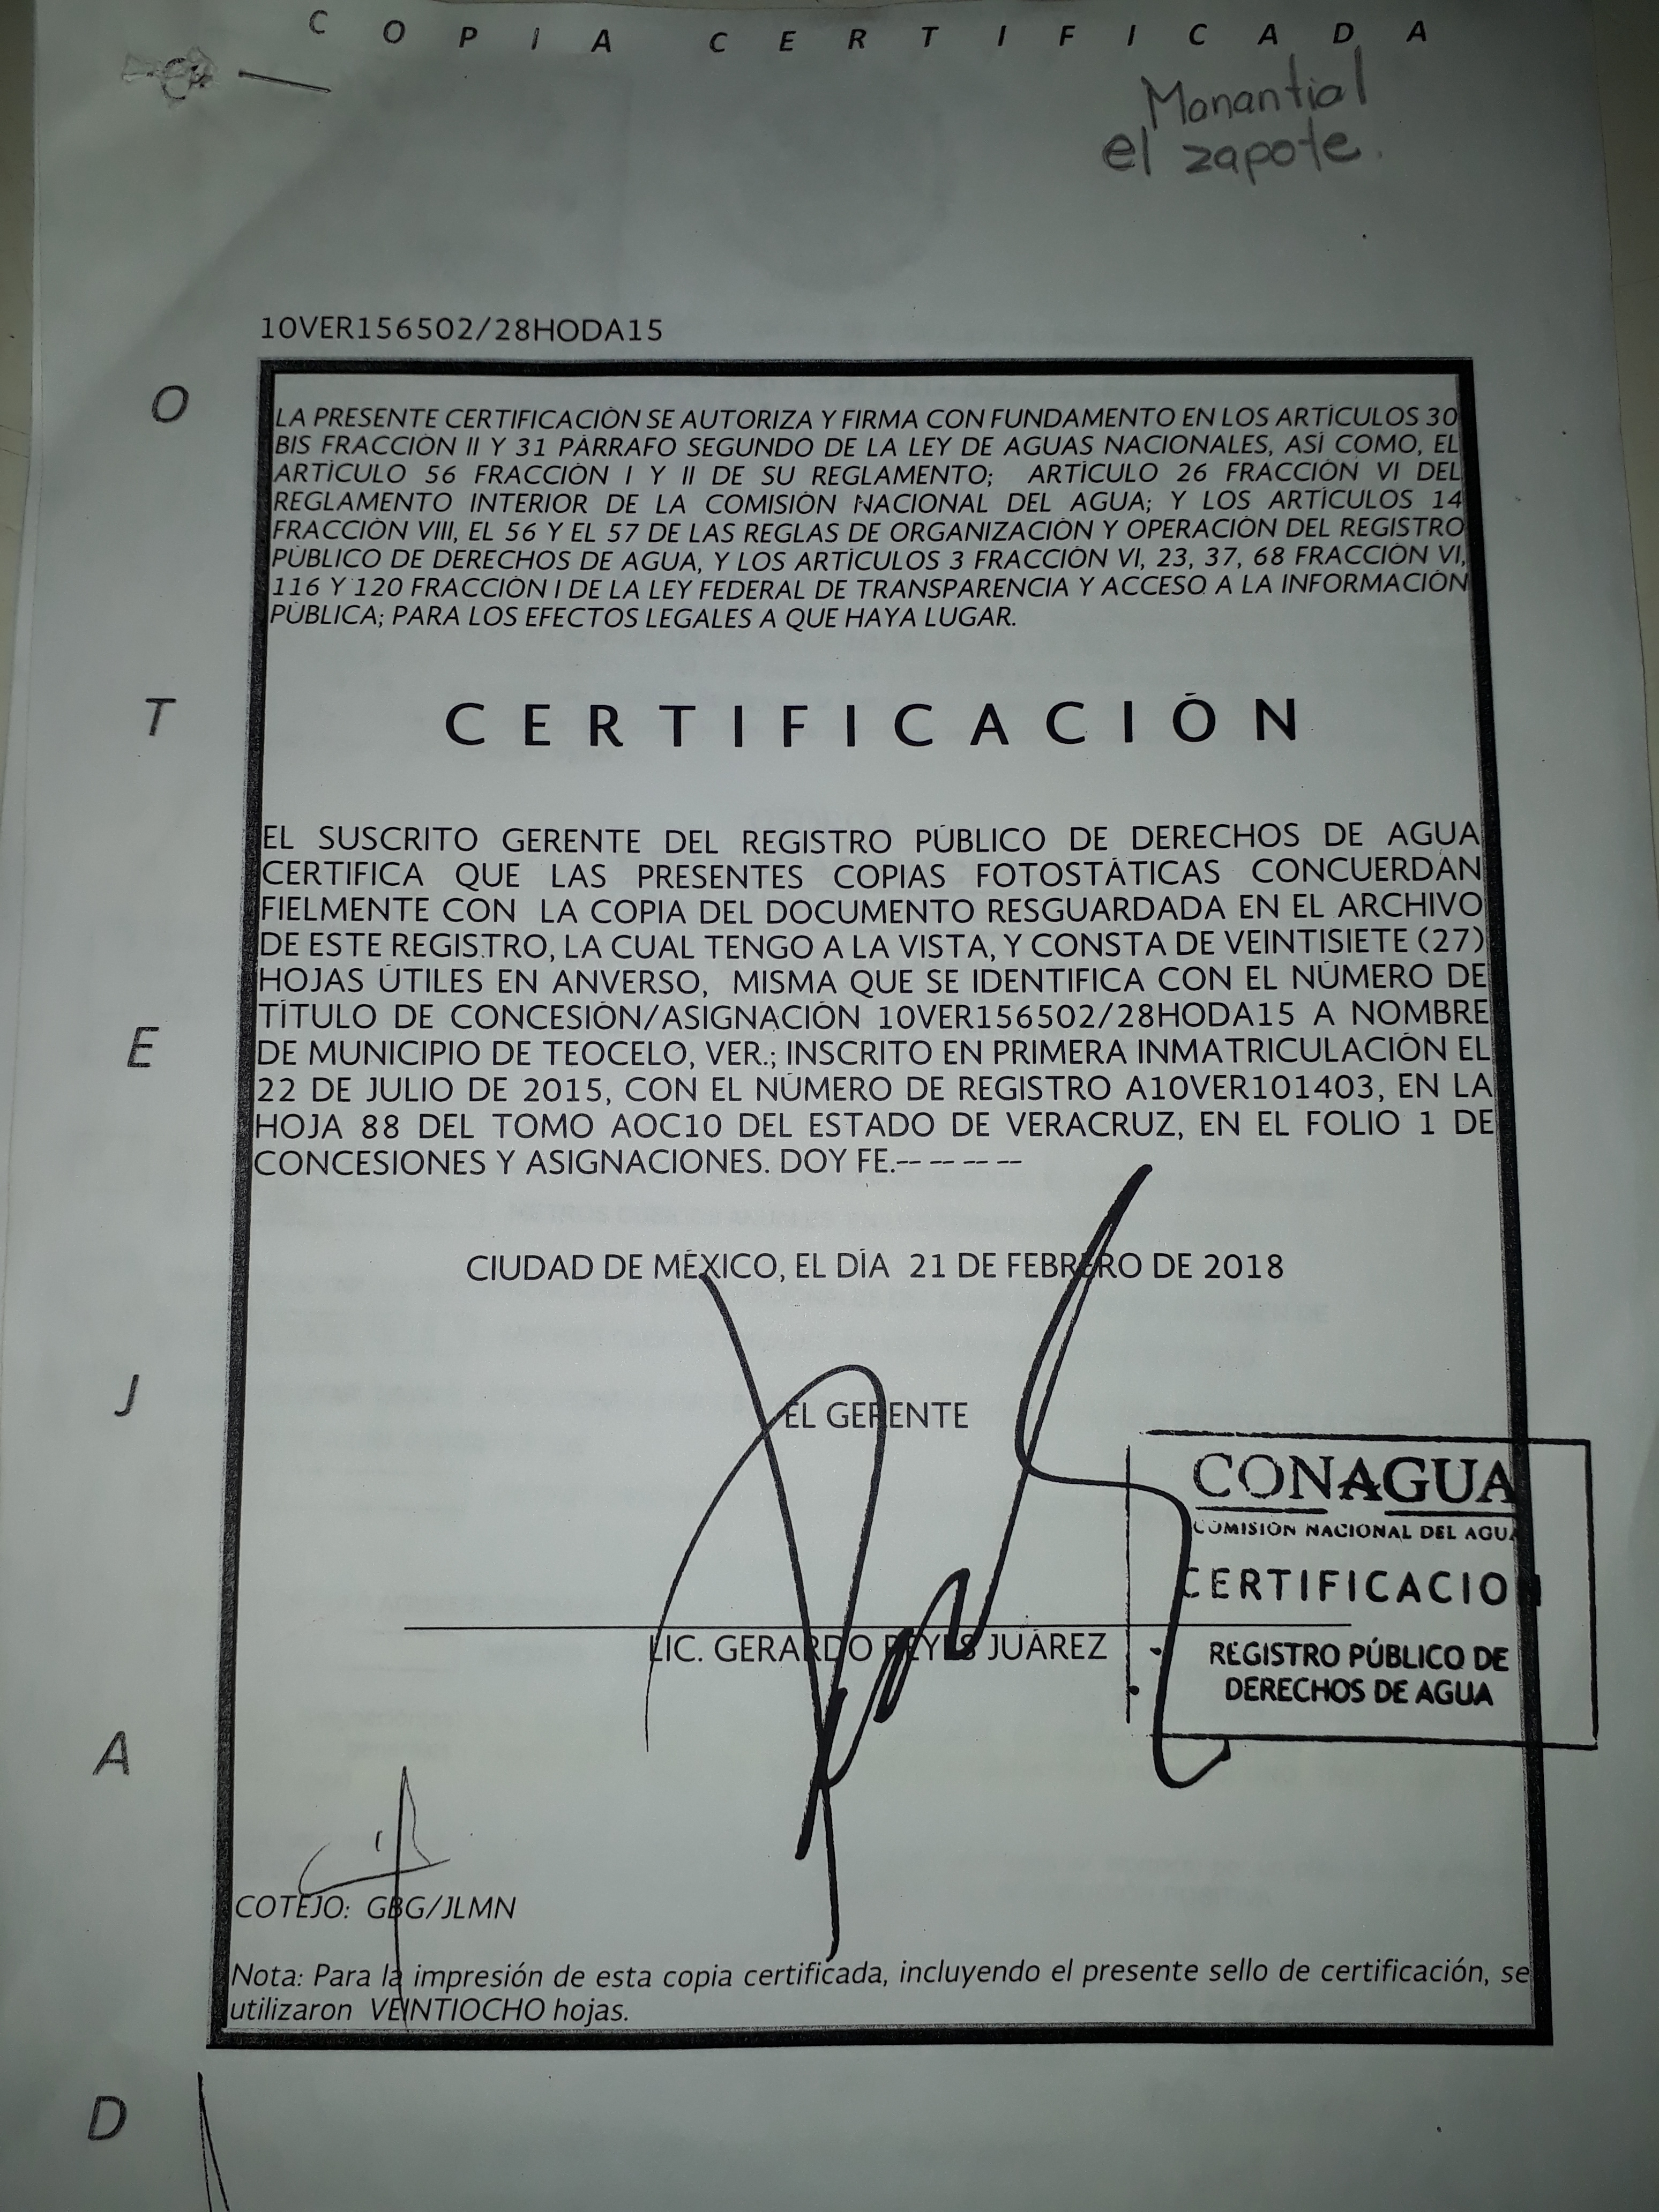 C O P I A C E R T I F I C A D A
Manantial
el zapote.
10VER156502/28HODA15
LA PRESENTE CERTIFICACIÓN SE AUTORIZA Y FIRMA CON FUNDAMENTO EN LOS ARTÍCULOS 30
BIS FRACCIÓN II Y 31 PÁRRAFO SEGUNDO DE LA LEY DE AGUAS NACIONALES, ASÍ COMO, EL
ARTÍCULO 56 FRACCIÓN I Y II DE SU REGLAMENTO; ARTÍCULO 26 FRACCIÓN VI DEL
REGLAMENTO INTERIOR DE LA COMISIÓN NACIONAL DEL AGUA; Y LOS ARTÍCULOS 14
FRACCIÓN VIII, EL 56 Y EL 57 DE LAS REGLAS DE ORGANIZACIÓN Y OPERACIÓN DEL REGISTRO
PÚBLICO DE DERECHOS DE AGUA, Y LOS ARTÍCULOS 3 FRACCIÓN VI, 23, 37, 68 FRACCIÓN VI,
116 Y 120 FRACCIÓN I DE LA LEY FEDERAL DE TRANSPARENCIA Y ACCESO A LA INFORMACIÓN
PÚBLICA; PARA LOS EFECTOS LEGALES A QUE HAYA LUGAR.
C E R T I F I C A C I Ó N
EL SUSCRITO GERENTE DEL REGISTRO PÚBLICO DE DERECHOS DE AGUA
CERTIFICA QUE LAS PRESENTES COPIAS FOTOSTÁTICAS CONCUERDAN
FIELMENTE CON LA COPIA DEL DOCUMENTO RESGUARDADA EN EL ARCHIVO
DE ESTE REGISTRO, LA CUAL TENGO A LA VISTA, Y CONSTA DE VEINTISIETE (27)
HOJAS ÚTILES EN ANVERSO, MISMA QUE SE IDENTIFICA CON EL NÚMERO DE
TÍTULO DE CONCESIÓN/ASIGNACIÓN 10VER156502/28HODA15 A NOMBRE
DE MUNICIPIO DE TEOCELO, VER.; INSCRITO EN PRIMERA INMATRICULACIÓN EL
22 DE JULIO DE 2015, CON EL NÚMERO DE REGISTRO A10VER101403, EN LA
HOJA 88 DEL TOMO AOC10 DEL ESTADO DE VERACRUZ, EN EL FOLIO 1 DE
CONCESIONES Y ASIGNACIONES. DOY FE.-- -- -- --
CIUDAD DE MÉXICO, EL DÍA 21 DE FEBRERO DE 2018
EL GERENTE
LIC. GERARDO REYES JUÁREZ
CONAGUA
COMISIÓN NACIONAL DEL AGUA
CERTIFICACION
REGISTRO PÚBLICO DE
DERECHOS DE AGUA
COTEJO: GBG/JLMN
Nota: Para la impresión de esta copia certificada, incluyendo el presente sello de certificación, se
utilizaron VEINTIOCHO hojas.
O
T
E
J
A
D